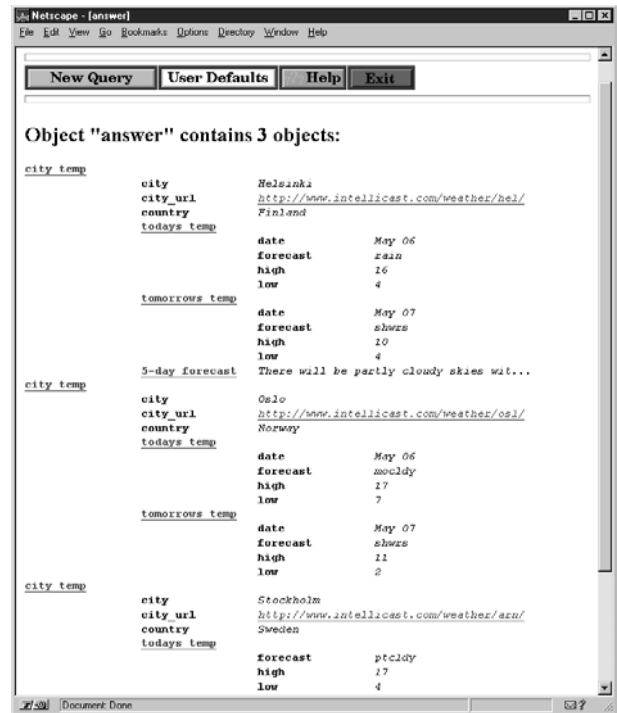 Netscape - [answer]
File Edit View Go Bookmarks Options Directory Window Help
New Query User Defaults Help Exit
Object "answer" contains 3 objects:
city temp
city Helsinki
city_url http://www.intellicast.com/weather/hel/
country Finland
todays temp
date May 06
forecast rain
high 16
low 4
tomorrows temp
date May 07
forecast shwrs
high 10
low 4
5-day forecast There will be partly cloudy skies wit...
city temp
city Oslo
city_url http://www.intellicast.com/weather/osl/
country Norway
todays temp
date May 06
forecast mocldy
high 17
low 7
tomorrows temp
date May 07
forecast shwrs
high 11
low 2
city temp
city Stockholm
city_url http://www.intellicast.com/weather/arn/
country Sweden
todays temp
forecast ptcldy
high 17
low 4
Document: Done